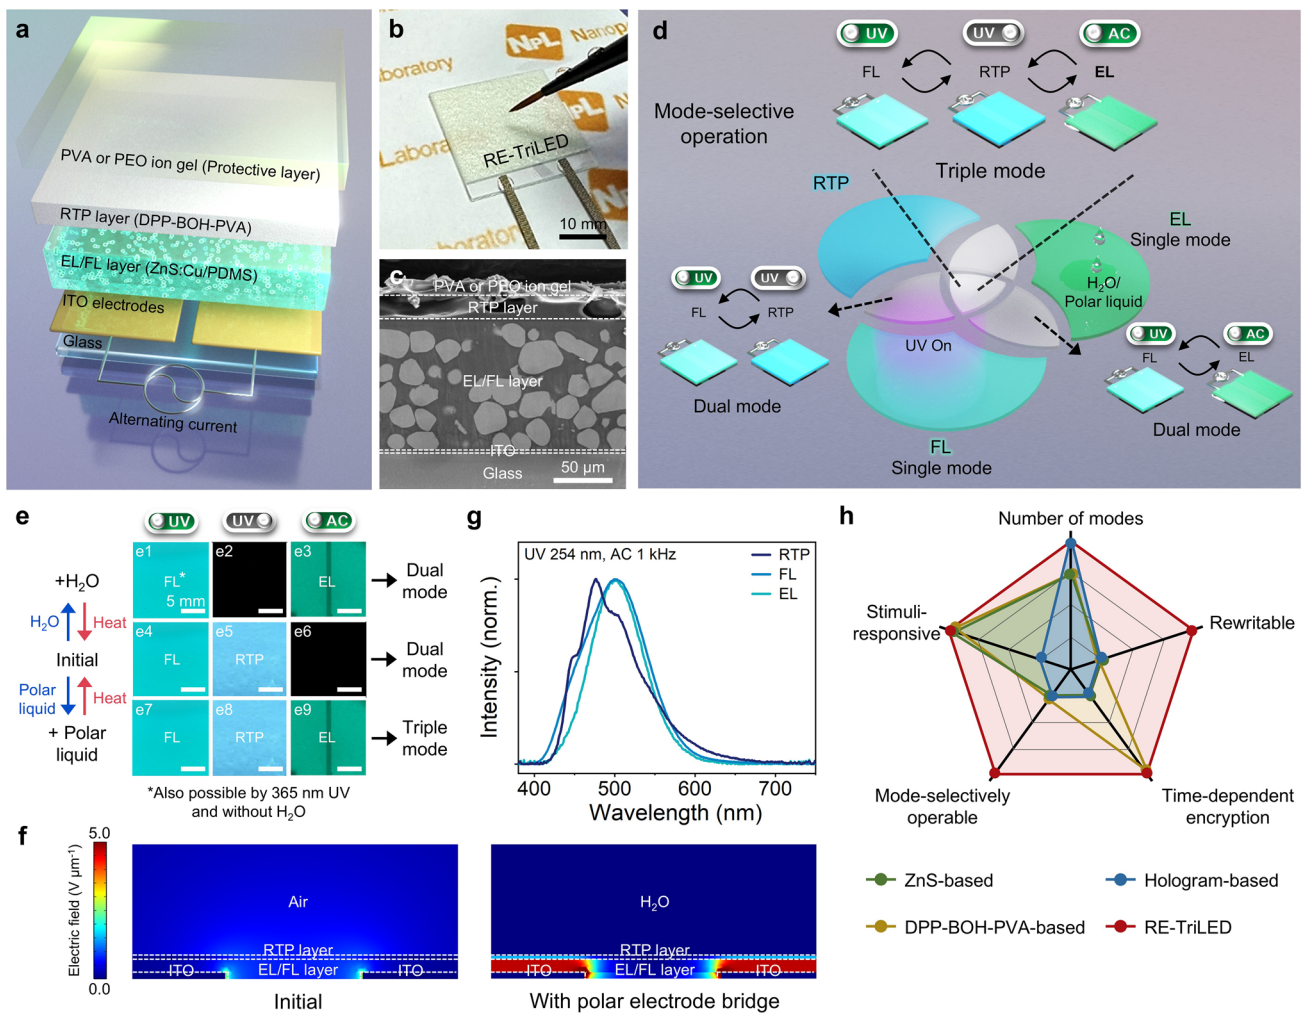 a
PVA or PEO ion gel (Protective layer)
RTP layer (DPP-BOH-PVA)
EL/FL layer (ZnS:Cu/PDMS)
ITO electrodes
Glass
Alternating current
b
NPL
Laboratory
Labora
RE-TriLED
10 mm
c
PVA or PEO ion gel
RTP layer
EL/FL layer
ITO
Glass
50 μm
d
UV
UV
AC
FL
RTP
EL
Mode-selective
operation
Triple mode
RTP
EL
Single mode
H₂O/
Polar liquid
UV
UV
FL
RTP
Dual mode
UV On
FL
Single mode
UV
AC
FL
EL
Dual mode
e
UV
UV
AC
+H₂O
H₂O
Heat
Initial
Polar
liquid
Heat
+ Polar
liquid
e1
FL*
5 mm
e2
e3
EL
Dual
mode
e4
FL
e5
RTP
e6
Dual
mode
e7
FL
e8
RTP
e9
EL
Triple
mode
*Also possible by 365 nm UV
and without H₂O
f
5.0
Electric field (V μm⁻¹)
0.0
Air
RTP layer
ITO
EL/FL layer
ITO
Initial
H₂O
RTP layer
ITO
EL/FL layer
ITO
With polar electrode bridge
g
UV 254 nm, AC 1 kHz
RTP
FL
EL
Intensity (norm.)
400 500 600 700
Wavelength (nm)
h
Number of modes
Stimuli-
responsive
Rewritable
Mode-selectively
operable
Time-dependent
encryption
ZnS-based
Hologram-based
DPP-BOH-PVA-based
RE-TriLED